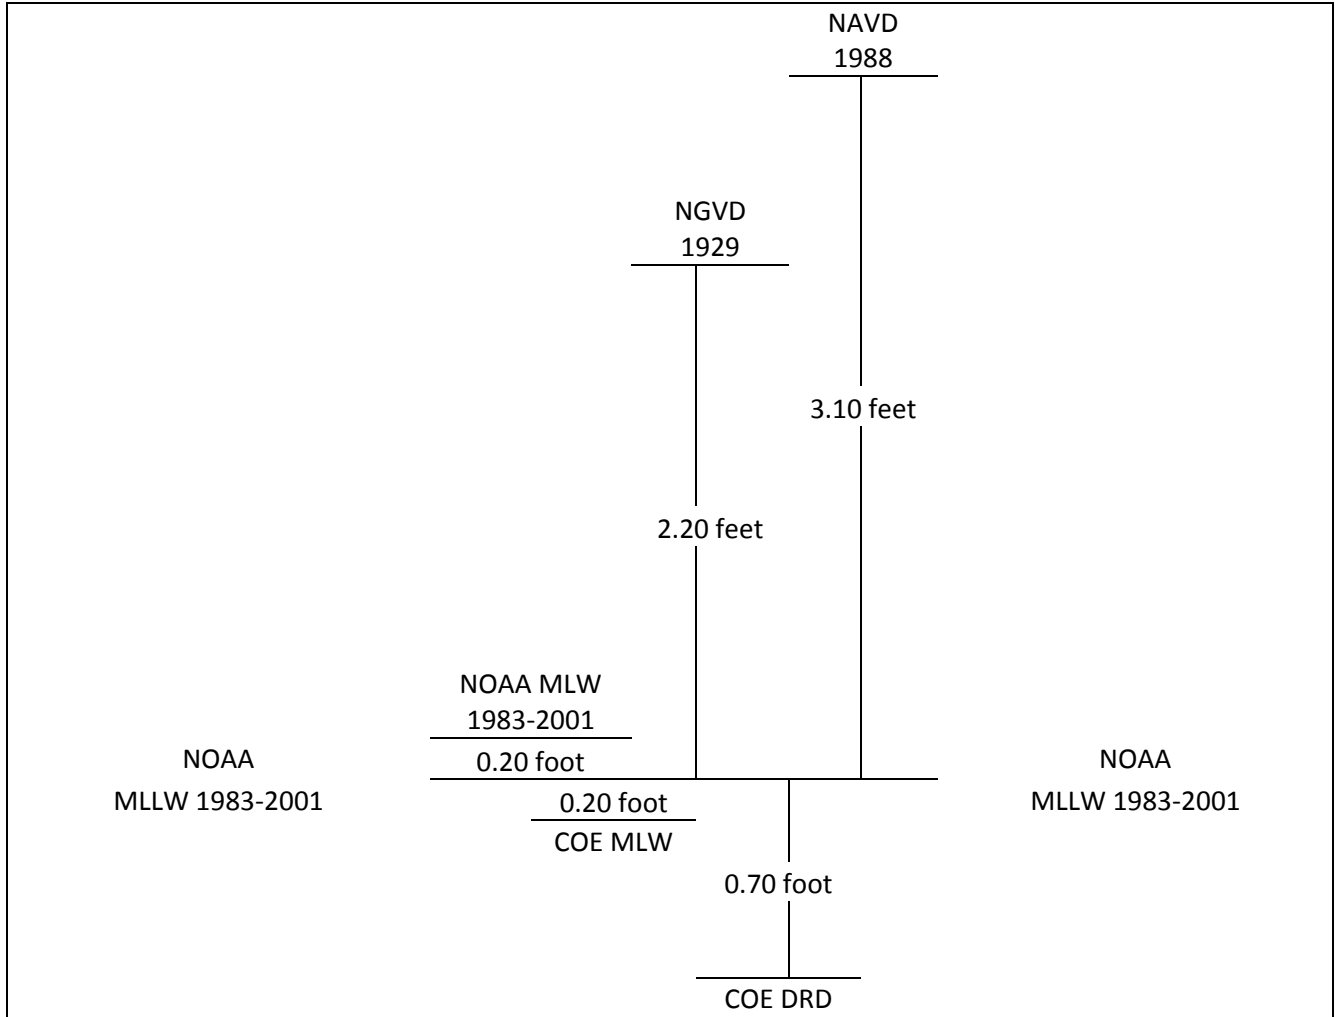 NAVD
1988
NGVD
1929
3.10 feet
2.20 feet
NOAA MLW
1983-2001
NOAA
MLLW 1983-2001
0.20 foot
NOAA
MLLW 1983-2001
0.20 foot
COE MLW
0.70 foot
COE DRD